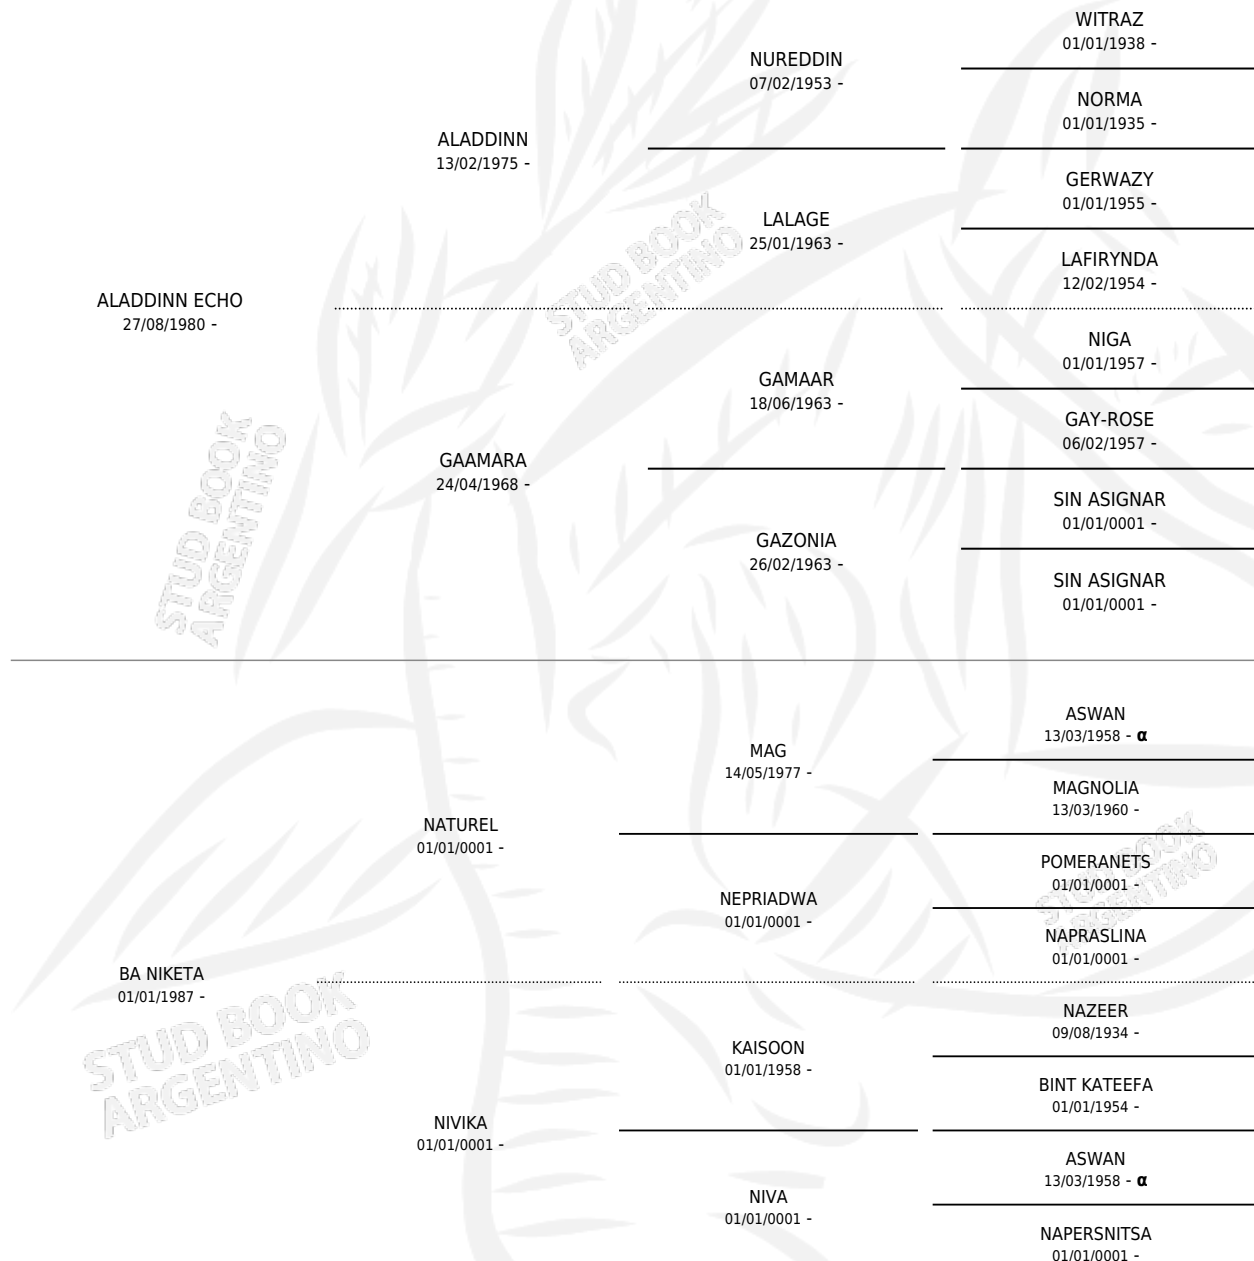 WITRAZ
01/01/1938 -
NUREDDIN
07/02/1953 -
NORMA
01/01/1935 -
ALADDINN
13/02/1975 -
GERWAZY
01/01/1955 -
LALAGE
25/01/1963 -
LAFIRYNDA
12/02/1954 -
ALADDINN ECHO
27/08/1980 -
NIGA
01/01/1957 -
GAMAAR
18/06/1963 -
GAY-ROSE
06/02/1957 -
GAAMARA
24/04/1968 -
SIN ASIGNAR
01/01/0001 -
GAZONIA
26/02/1963 -
SIN ASIGNAR
01/01/0001 -
STUD BOOK
ARGENTINO
STUD BOOK
ARGENTINO
ASWAN
13/03/1958 - α
MAG
14/05/1977 -
MAGNOLIA
13/03/1960 -
NATUREL
01/01/0001 -
POMERANETS
01/01/0001 -
NEPRIADWA
01/01/0001 -
NAPRASLINA
01/01/0001 -
BA NIKETA
01/01/1987 -
NAZEER
09/08/1934 -
KAISOON
01/01/1958 -
BINT KATEEFA
01/01/1954 -
NIVIKA
01/01/0001 -
ASWAN
13/03/1958 - α
NIVA
01/01/0001 -
NAPERSNITSA
01/01/0001 -
STUD BOOK
ARGENTINO
STUD BOOK
ARGENTINO